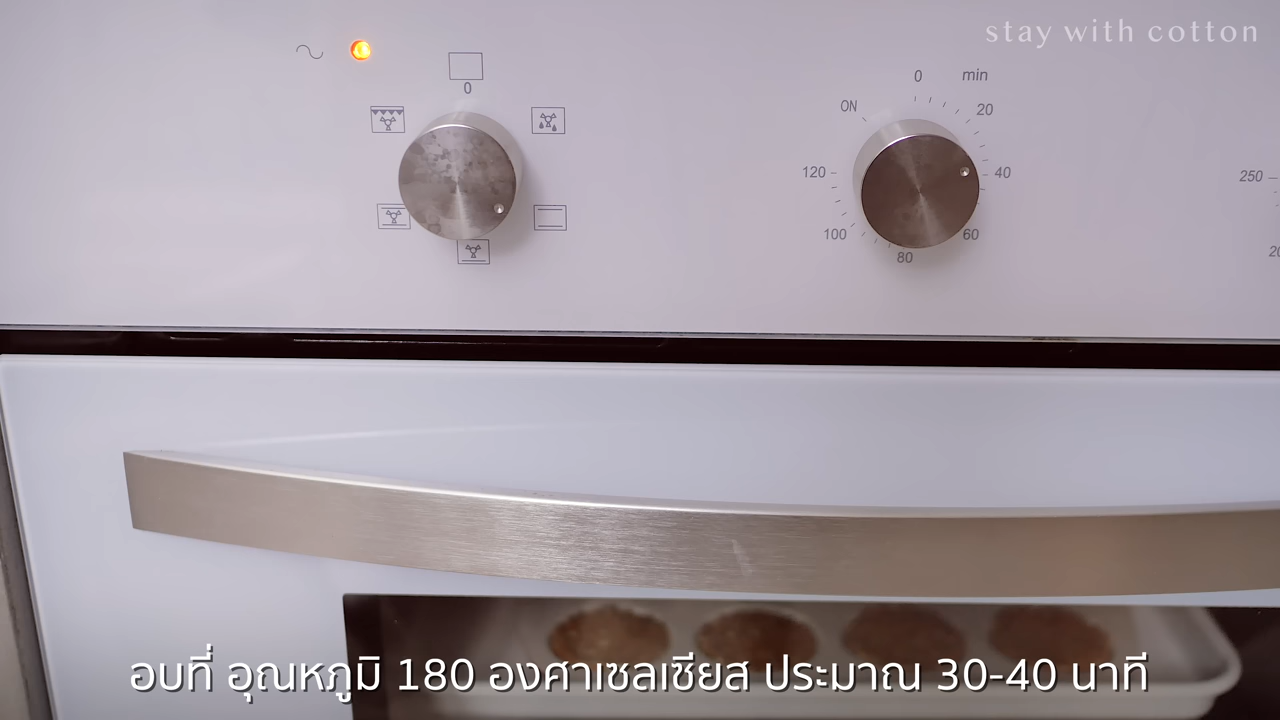 stay with cotton
0
0
min
ON
20
120
40
250
100
60
80
20
อบที่ อุณหภูมิ 180 องศาเซลเซียส ประมาณ 30-40 นาที